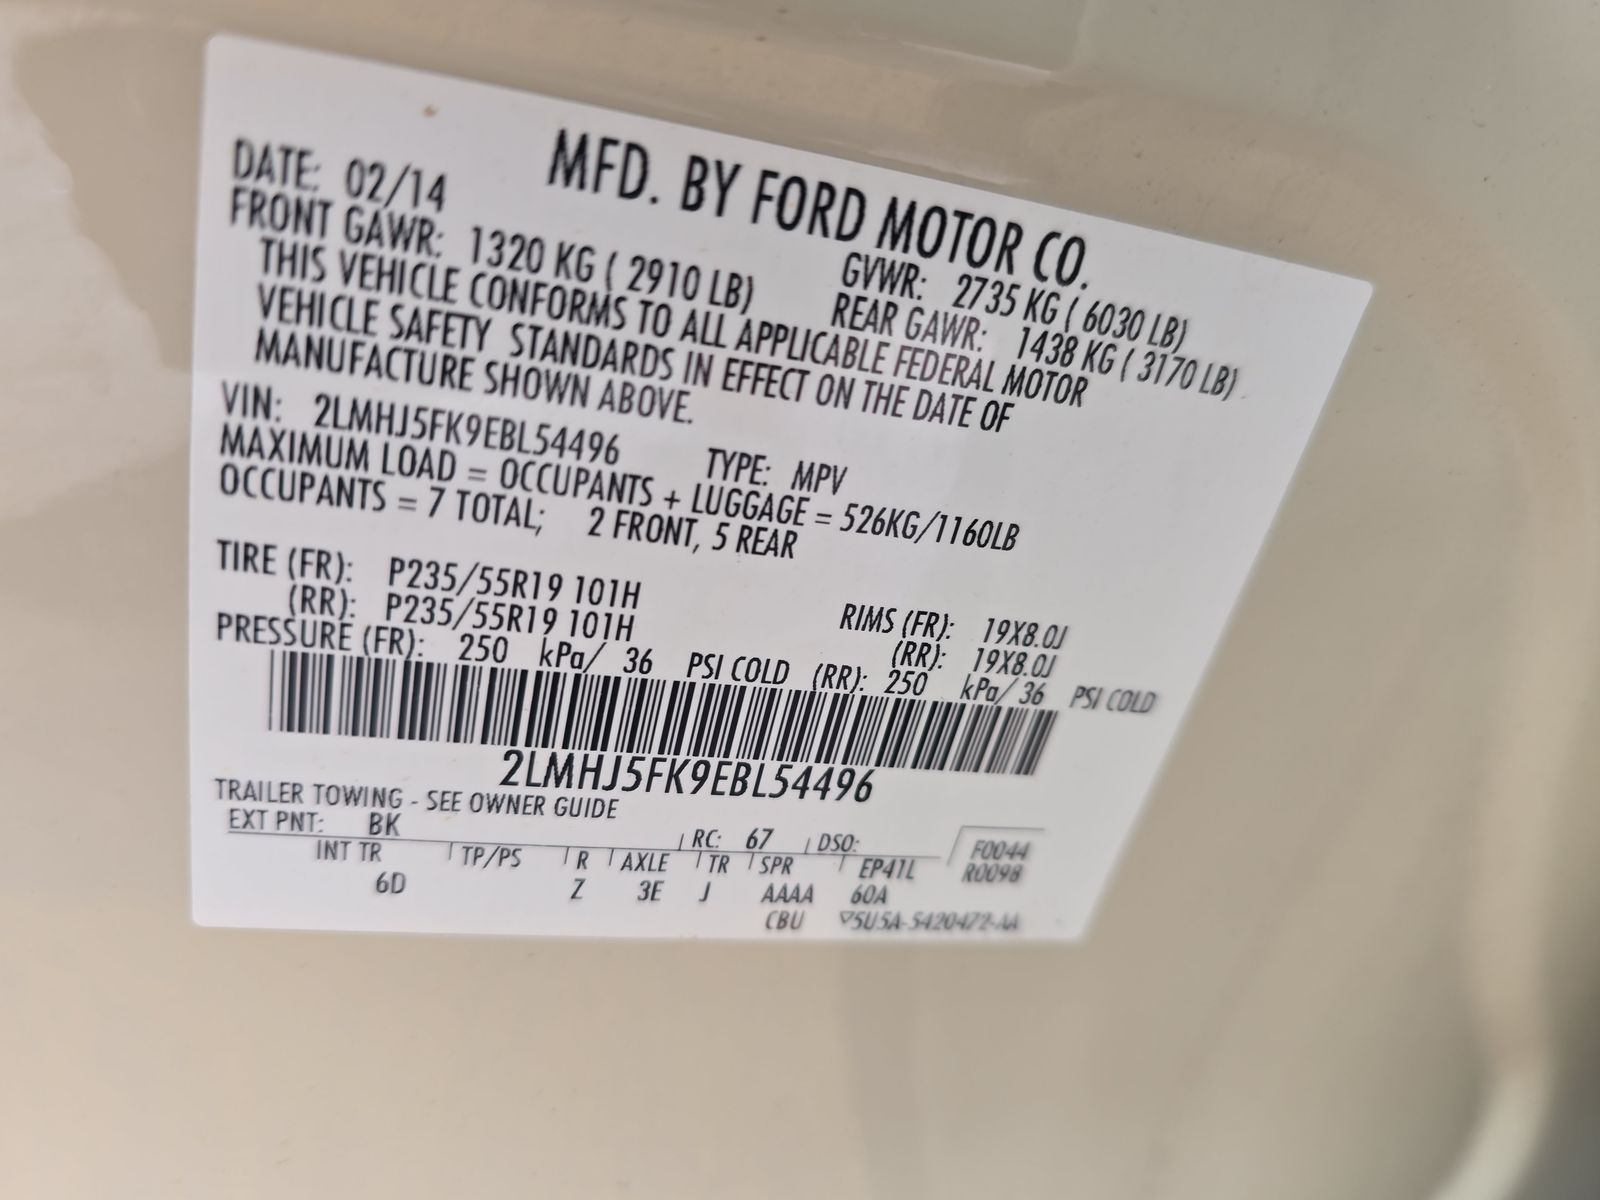 MFD. BY FORD MOTOR CO.
DATE: 02/14 GVWR: 2735 KG ( 6030 LB)
FRONT GAWR: 1320 KG ( 2910 LB) REAR GAWR: 1438 KG ( 3170 LB)
THIS VEHICLE CONFORMS TO ALL APPLICABLE FEDERAL MOTOR
VEHICLE SAFETY STANDARDS IN EFFECT ON THE DATE OF
MANUFACTURE SHOWN ABOVE.
VIN: 2LMHJ5FK9EBL54496 TYPE: MPV
MAXIMUM LOAD = OCCUPANTS + LUGGAGE = 526KG/1160LB
OCCUPANTS = 7 TOTAL; 2 FRONT, 5 REAR
TIRE (FR): P235/55R19 101H RIMS (FR): 19X8.0J
(RR): P235/55R19 101H (RR): 19X8.0J
PRESSURE (FR): 250 kPa/ 36 PSI COLD (RR): 250 kPa/ 36 PSI COLD
2LMHJ5FK9EBL54496
TRAILER TOWING - SEE OWNER GUIDE
EXT PNT: BK RC: 67 DSO: F0044
INT TR TP/PS R AXLE TR SPR EP41L R0098
6D Z 3E J AAAA 60A
CBU ▽5U5A-5420472-AA